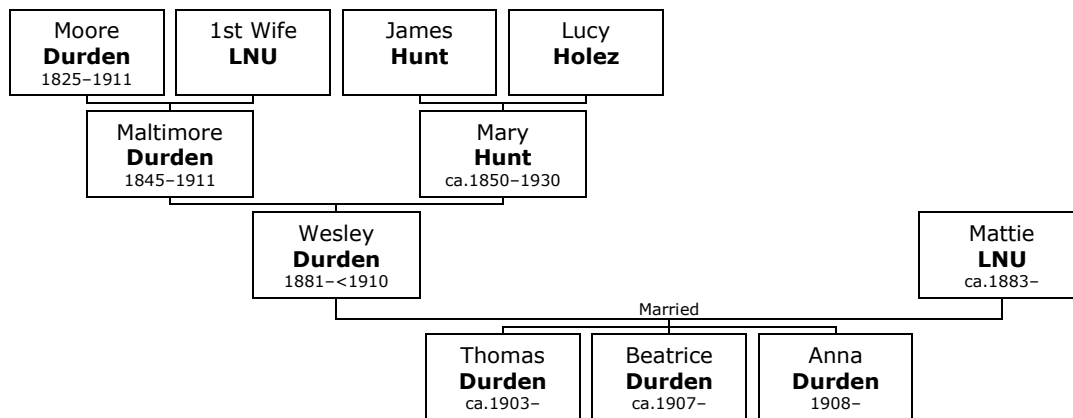 Moore
Durden
1825–1911
1st Wife
LNU
James
Hunt
Lucy
Holez
Maltimore
Durden
1845–1911
Mary
Hunt
ca.1850–1930
Wesley
Durden
1881–<1910
Mattie
LNU
ca.1883–
Married
Thomas
Durden
ca.1903–
Beatrice
Durden
ca.1907–
Anna
Durden
1908–